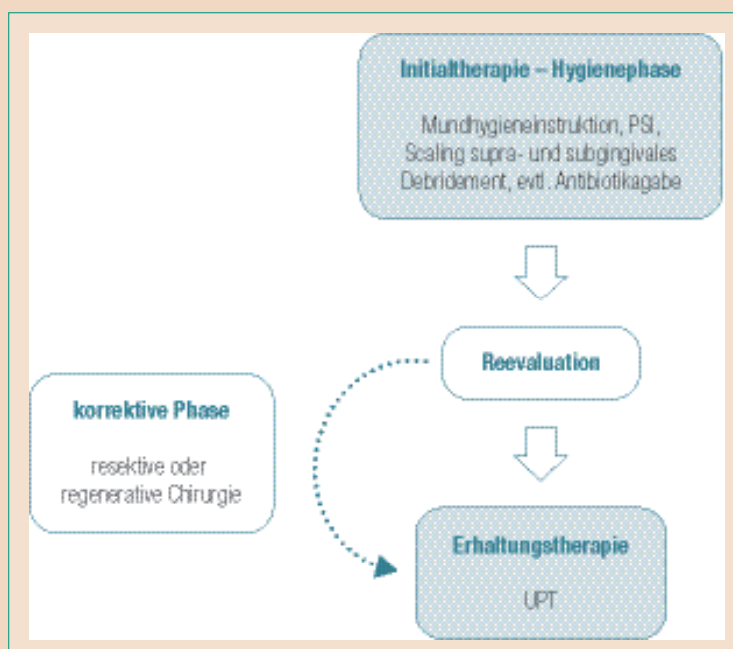 Initialtherapie – Hygienephase
Mundhygieneinstruktion, PSI,
Scaling supra- und subgingivales
Debridement, evtl. Antibiotikagabe
Reevaluation
korrektive Phase
resektive oder
regenerative Chirurgie
Erhaltungstherapie
UPT